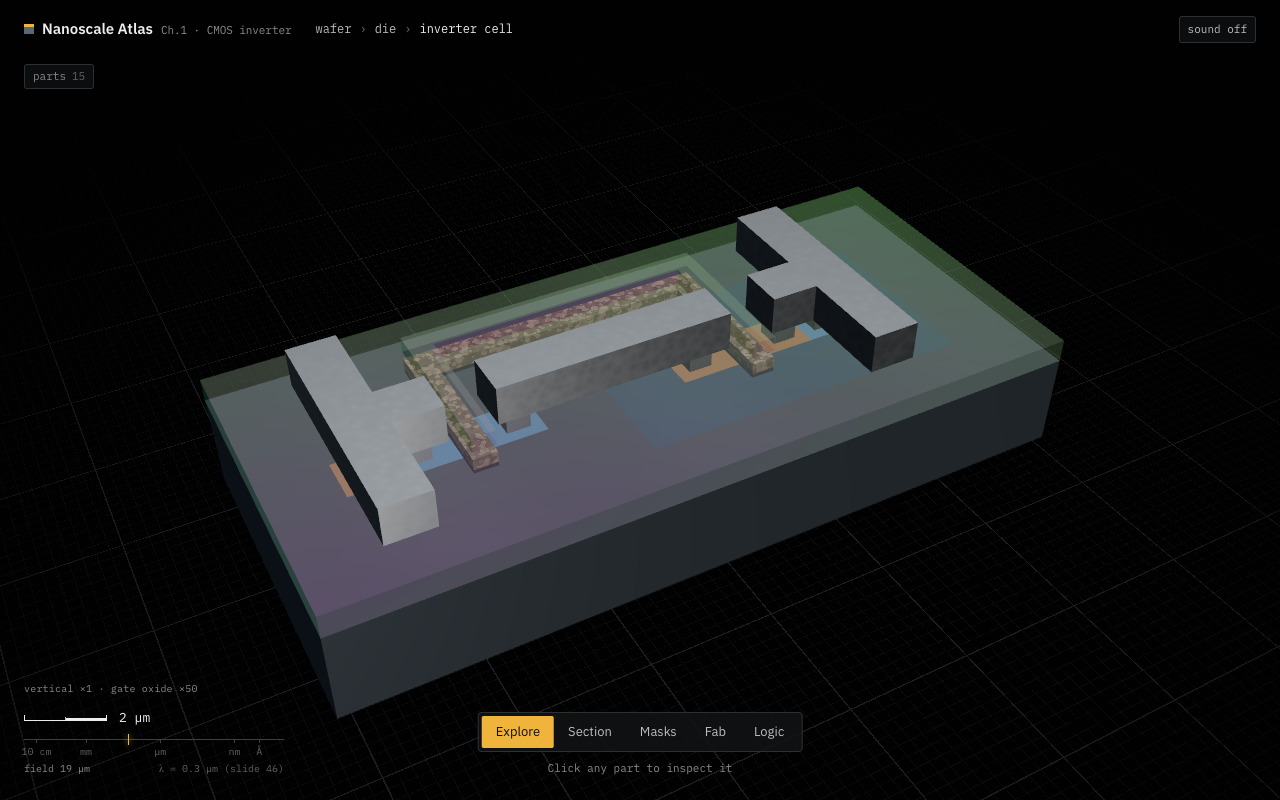 Nanoscale Atlas Ch.1 · CMOS inverter wafer › die › inverter cell sound off
parts 15
vertical ×1 · gate oxide ×50
2 µm
10 cm mm µm nm Å
field 19 µm λ = 0.3 µm (slide 46)
Explore Section Masks Fab Logic
Click any part to inspect it